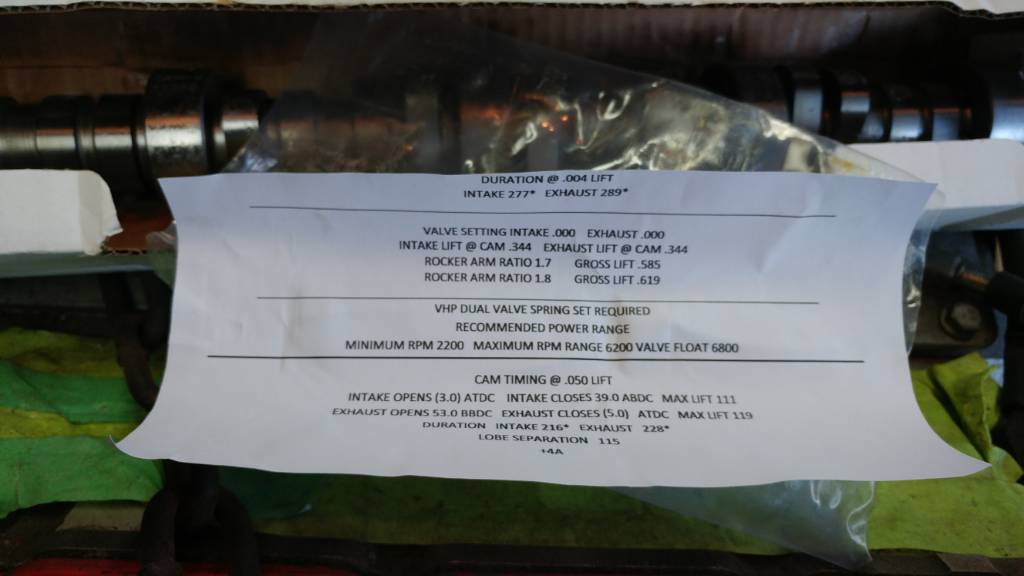 DURATION @ .004 LIFT
INTAKE 277* EXHAUST 289*
VALVE SETTING INTAKE .000 EXHAUST .000
INTAKE LIFT @ CAM .344 EXHAUST LIFT @ CAM .344
ROCKER ARM RATIO 1.7 GROSS LIFT .585
ROCKER ARM RATIO 1.8 GROSS LIFT .619
VHP DUAL VALVE SPRING SET REQUIRED
RECOMMENDED POWER RANGE
MINIMUM RPM 2200 MAXIMUM RPM RANGE 6200 VALVE FLOAT 6800
CAM TIMING @ .050 LIFT
INTAKE OPENS (3.0) ATDC INTAKE CLOSES 39.0 ABDC MAX LIFT 111
EXHAUST OPENS 53.0 BBDC EXHAUST CLOSES (5.0) ATDC MAX LIFT 119
DURATION INTAKE 216* EXHAUST 228*
LOBE SEPARATION 115
+4A